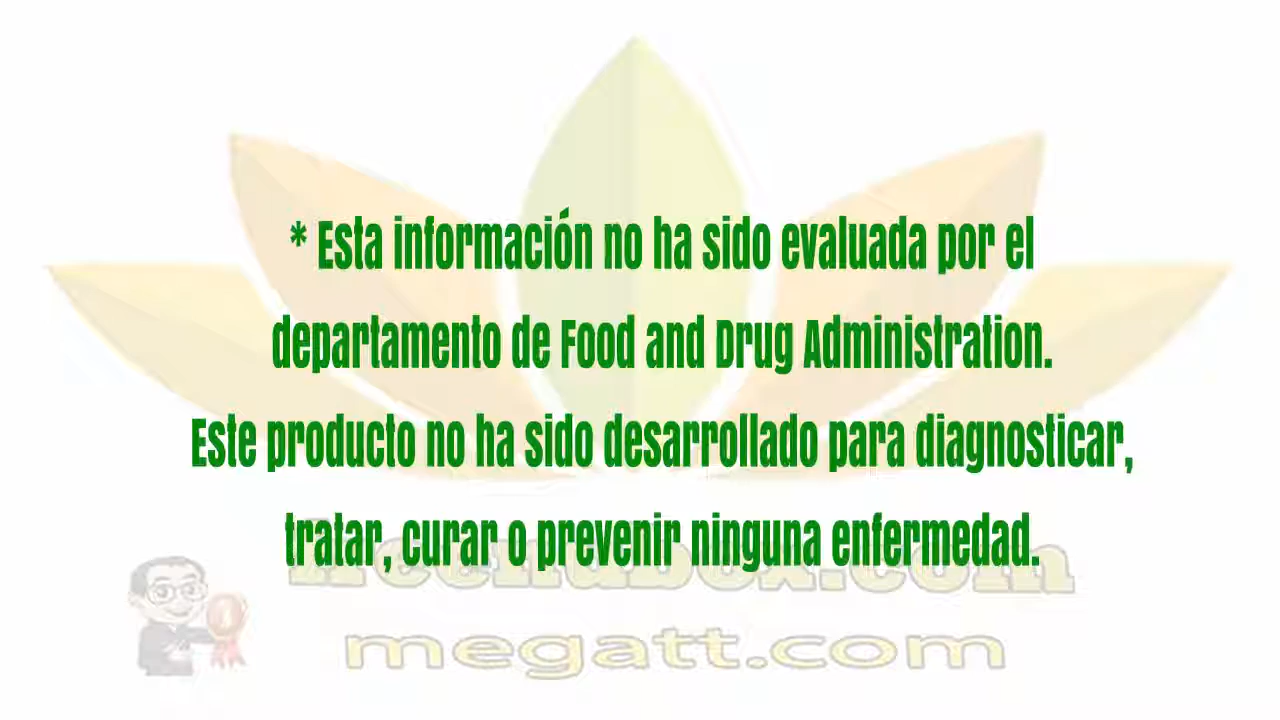 * Esta información no ha sido evaluada por el
departamento de Food and Drug Administration.
Este producto no ha sido desarrollado para diagnosticar,
tratar, curar o prevenir ninguna enfermedad.
megatt.com